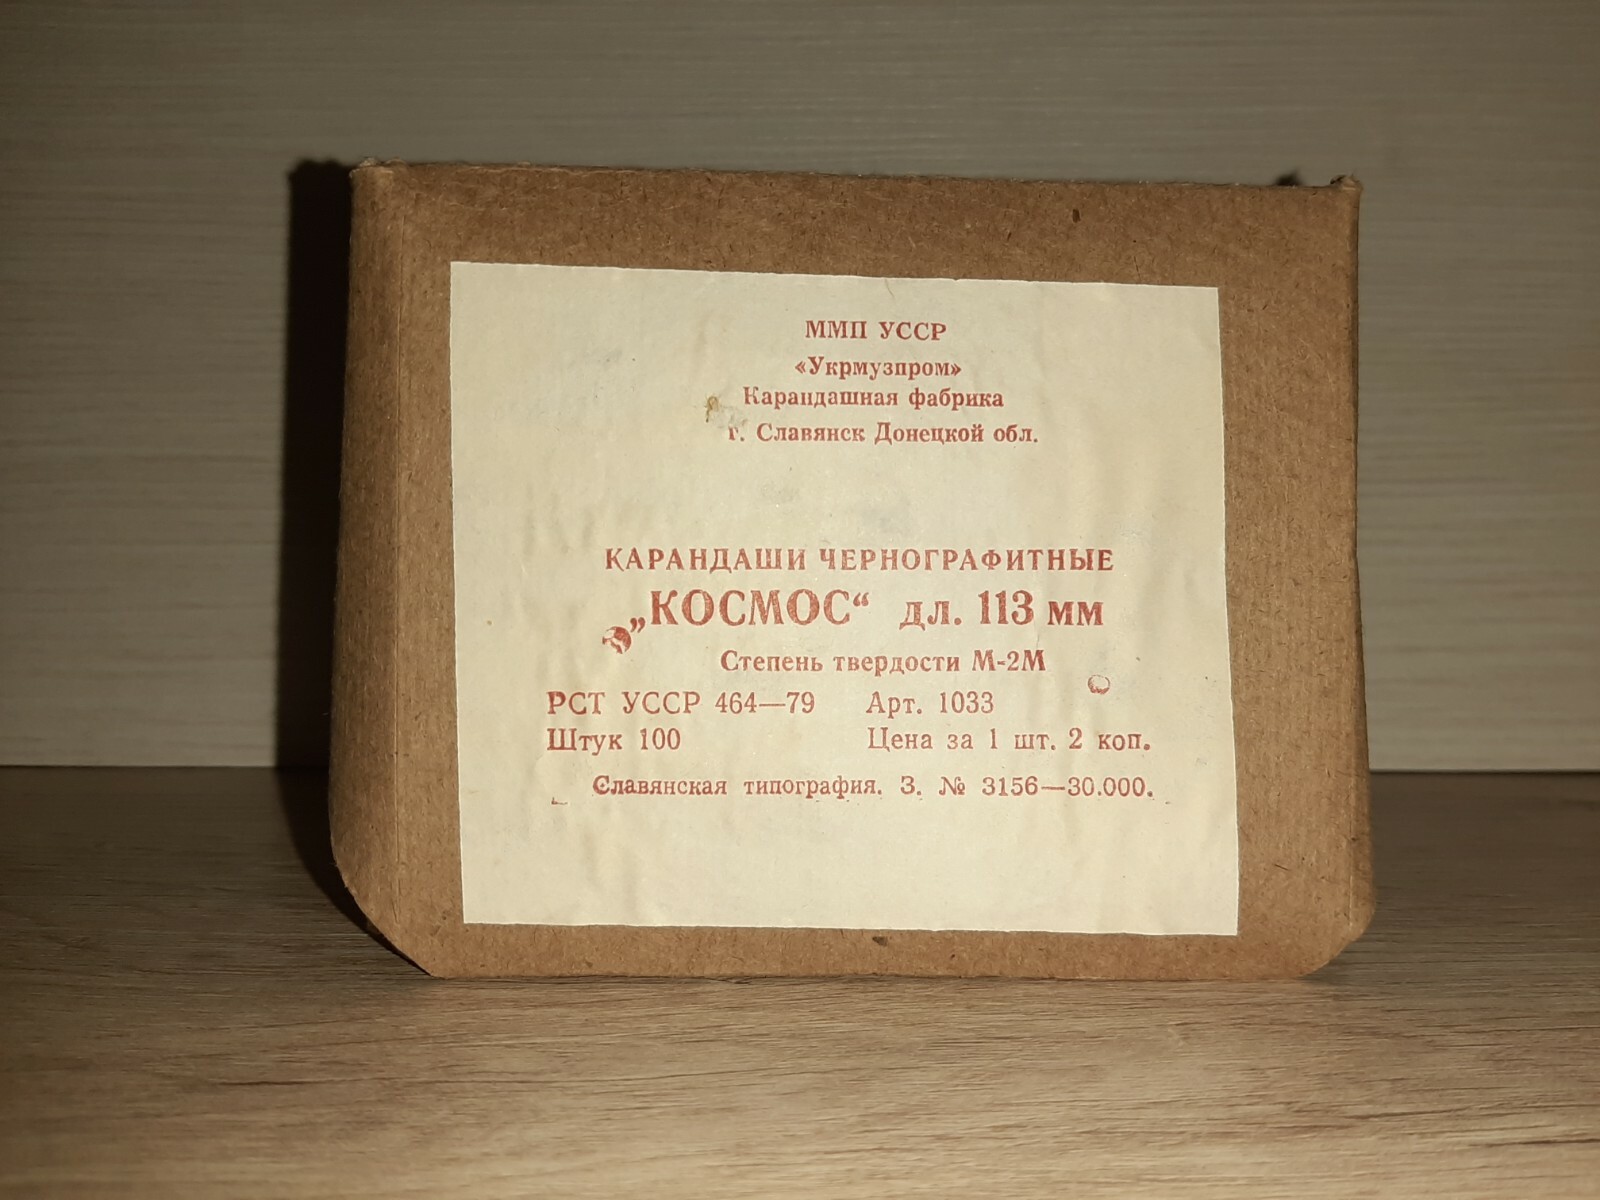 ММП УССР
«Укрмузпром»
Карандашная фабрика
г. Славянск Донецкой обл.
КАРАНДАШИ ЧЕРНОГРАФИТНЫЕ
„КОСМОС“ дл. 113 мм
Степень твердости М-2М
РСТ УССР 464—79 Арт. 1033
Штук 100 Цена за 1 шт. 2 коп.
Славянская типография. З. № 3156—30.000.